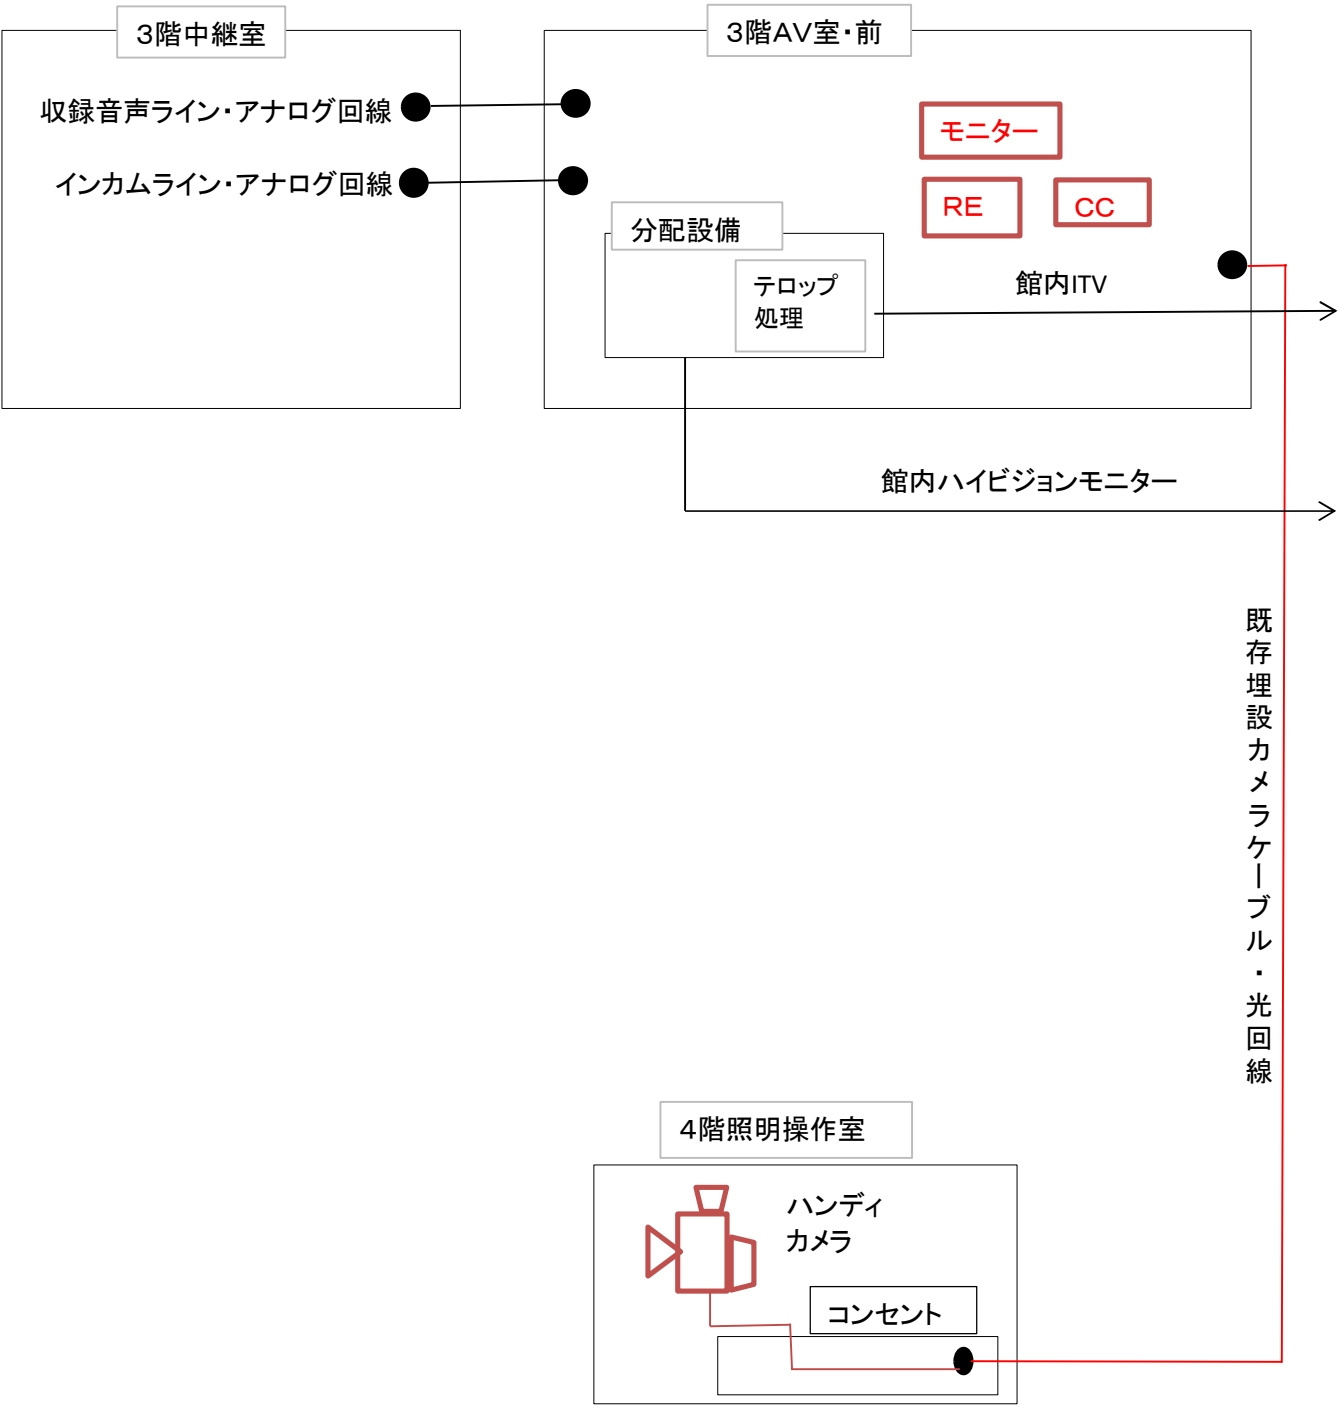 3階中継室
3階AV室・前
収録音声ライン・アナログ回線
インカムライン・アナログ回線
モニター
RE
CC
分配設備
テロップ
処理
館内ITV
館内ハイビジョンモニター
既存埋設カメラケーブル・光回線
4階照明操作室
ハンディ
カメラ
コンセント